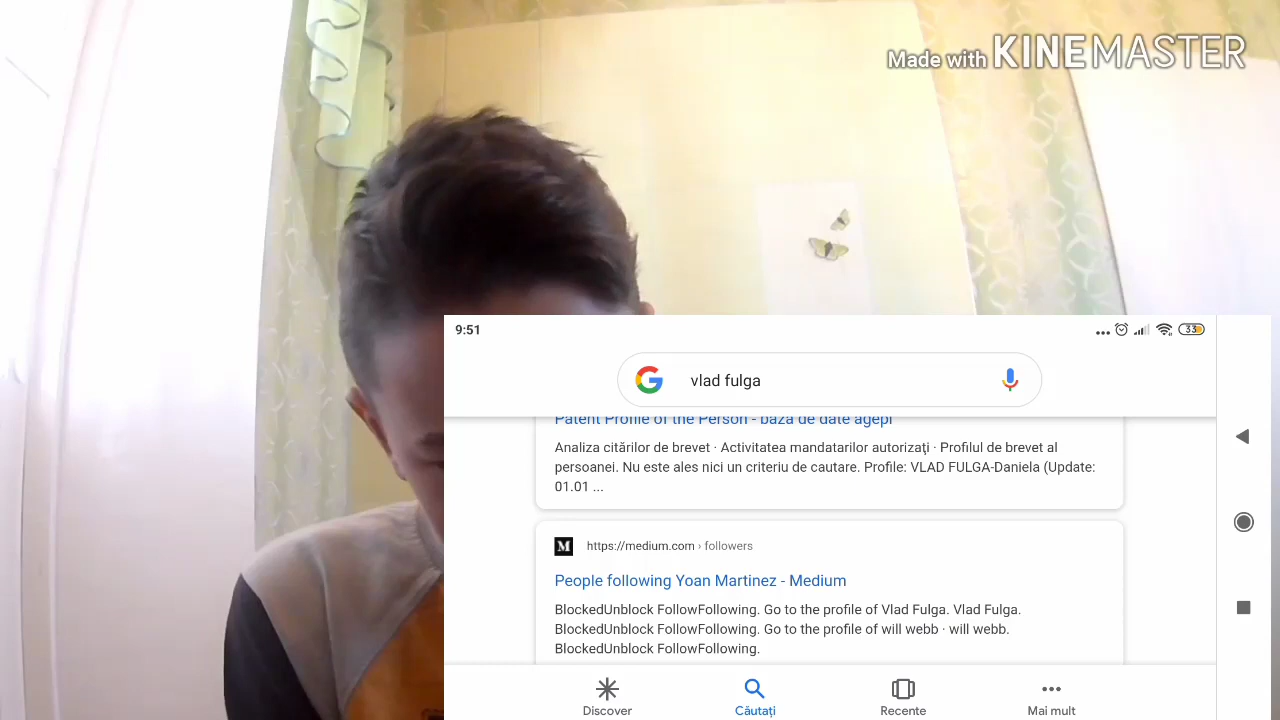 Made with KINEMASTER
9:51
33
vlad fulga
Patent Profile of the Person - baza de date agepi
Analiza citărilor de brevet · Activitatea mandatarilor autorizaţi · Profilul de brevet al
persoanei. Nu este ales nici un criteriu de cautare. Profile: VLAD FULGA-Daniela (Update:
01.01 ...
M
https://medium.com › followers
People following Yoan Martinez - Medium
BlockedUnblock FollowFollowing. Go to the profile of Vlad Fulga. Vlad Fulga.
BlockedUnblock FollowFollowing. Go to the profile of will webb · will webb.
BlockedUnblock FollowFollowing.
Discover
Căutați
Recente
Mai mult